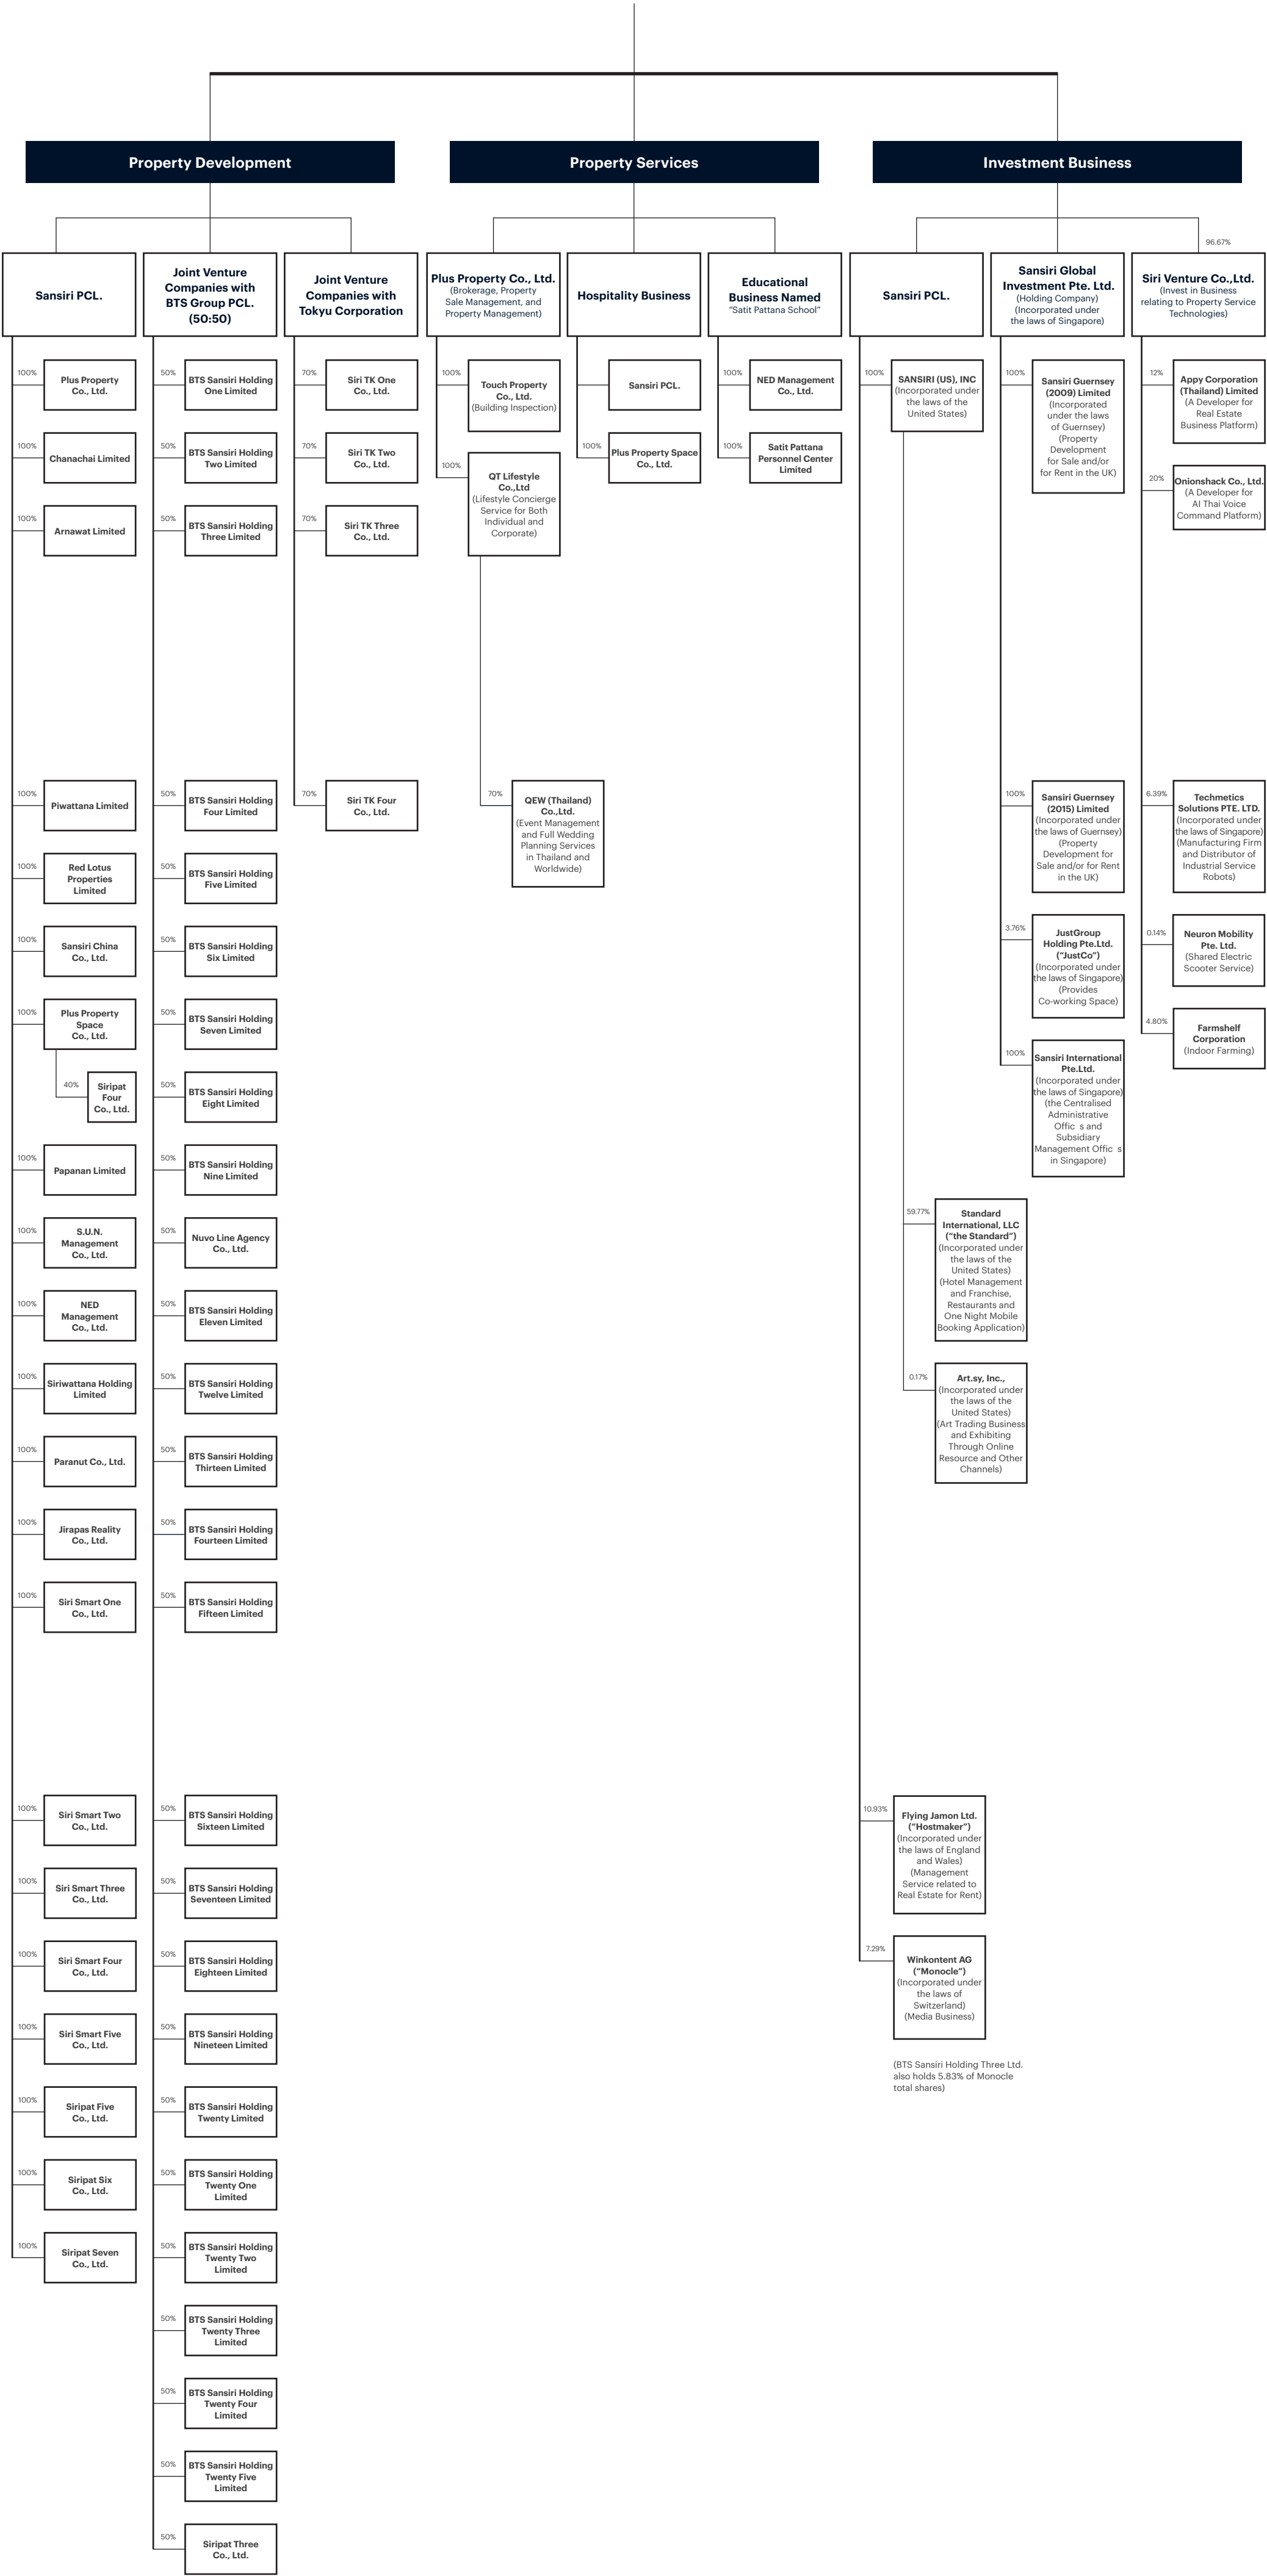 Property Development
Property Services
Investment Business
96.67%
Sansiri PCL.
Joint Venture
Companies with
BTS Group PCL.
(50:50)
Joint Venture
Companies with
Tokyu Corporation
Plus Property Co., Ltd.
(Brokerage, Property
Sale Management, and
Property Management)
Hospitality Business
Educational
Business Named
“Satit Pattana School”
Sansiri PCL.
Sansiri Global
Investment Pte. Ltd.
(Holding Company)
(Incorporated under
the laws of Singapore)
Siri Venture Co.,Ltd.
(Invest in Business
relating to Property Service
Technologies)
100%
Plus Property
Co., Ltd.
100%
Chanachai Limited
100%
Arnawat Limited
100%
Piwattana Limited
100%
Red Lotus
Properties
Limited
100%
Sansiri China
Co., Ltd.
100%
Plus Property
Space
Co., Ltd.
40%
Siripat
Four
Co., Ltd.
100%
Papanan Limited
100%
S.U.N.
Management
Co., Ltd.
100%
NED
Management
Co., Ltd.
100%
Siriwattana Holding
Limited
100%
Paranut Co., Ltd.
100%
Jirapas Reality
Co., Ltd.
100%
Siri Smart One
Co., Ltd.
100%
Siri Smart Two
Co., Ltd.
100%
Siri Smart Three
Co., Ltd.
100%
Siri Smart Four
Co., Ltd.
100%
Siri Smart Five
Co., Ltd.
100%
Siripat Five
Co., Ltd.
100%
Siripat Six
Co., Ltd.
100%
Siripat Seven
Co., Ltd.
50%
BTS Sansiri Holding
One Limited
50%
BTS Sansiri Holding
Two Limited
50%
BTS Sansiri Holding
Three Limited
50%
BTS Sansiri Holding
Four Limited
50%
BTS Sansiri Holding
Five Limited
50%
BTS Sansiri Holding
Six Limited
50%
BTS Sansiri Holding
Seven Limited
50%
BTS Sansiri Holding
Eight Limited
50%
BTS Sansiri Holding
Nine Limited
50%
Nuvo Line Agency
Co., Ltd.
50%
BTS Sansiri Holding
Eleven Limited
50%
BTS Sansiri Holding
Twelve Limited
50%
BTS Sansiri Holding
Thirteen Limited
50%
BTS Sansiri Holding
Fourteen Limited
50%
BTS Sansiri Holding
Fifteen Limited
50%
BTS Sansiri Holding
Sixteen Limited
50%
BTS Sansiri Holding
Seventeen Limited
50%
BTS Sansiri Holding
Eighteen Limited
50%
BTS Sansiri Holding
Nineteen Limited
50%
BTS Sansiri Holding
Twenty Limited
50%
BTS Sansiri Holding
Twenty One
Limited
50%
BTS Sansiri Holding
Twenty Two
Limited
50%
BTS Sansiri Holding
Twenty Three
Limited
50%
BTS Sansiri Holding
Twenty Four
Limited
50%
BTS Sansiri Holding
Twenty Five
Limited
50%
Siripat Three
Co., Ltd.
70%
Siri TK One
Co., Ltd.
70%
Siri TK Two
Co., Ltd.
70%
Siri TK Three
Co., Ltd.
70%
Siri TK Four
Co., Ltd.
100%
Touch Property
Co., Ltd.
(Building Inspection)
100%
QT Lifestyle
Co.,Ltd
(Lifestyle Concierge
Service for Both
Individual and
Corporate)
70%
QEW (Thailand)
Co.,Ltd.
(Event Management
and Full Wedding
Planning Services
in Thailand and
Worldwide)
Sansiri PCL.
100%
Plus Property Space
Co., Ltd.
100%
NED Management
Co., Ltd.
100%
Satit Pattana
Personnel Center
Limited
100%
SANSIRI (US), INC
(Incorporated under
the laws of the
United States)
59.77%
Standard
International, LLC
(“the Standard”)
(Incorporated under
the laws of the
United States)
(Hotel Management
and Franchise,
Restaurants and
One Night Mobile
Booking Application)
0.17%
Art.sy, Inc.,
(Incorporated under
the laws of the
United States)
(Art Trading Business
and Exhibiting
Through Online
Resource and Other
Channels)
10.93%
Flying Jamon Ltd.
(“Hostmaker”)
(Incorporated under
the laws of England
and Wales)
(Management
Service related to
Real Estate for Rent)
7.29%
Winkontent AG
(“Monocle”)
(Incorporated under
the laws of
Switzerland)
(Media Business)
(BTS Sansiri Holding Three Ltd.
also holds 5.83% of Monocle
total shares)
100%
Sansiri Guernsey
(2009) Limited
(Incorporated
under the laws
of Guernsey)
(Property
Development
for Sale and/or
for Rent in the UK)
100%
Sansiri Guernsey
(2015) Limited
(Incorporated under
the laws of Guernsey)
(Property
Development for
Sale and/or for Rent
in the UK)
3.76%
JustGroup
Holding Pte.Ltd.
(“JustCo”)
(Incorporated under
the laws of Singapore)
(Provides
Co-working Space)
100%
Sansiri International
Pte.Ltd.
(Incorporated under
the laws of Singapore)
(the Centralised
Administrative
Offic s and
Subsidiary
Management Offic s
in Singapore)
12%
Appy Corporation
(Thailand) Limited
(A Developer for
Real Estate
Business Platform)
20%
Onionshack Co., Ltd.
(A Developer for
AI Thai Voice
Command Platform)
6.39%
Techmetics
Solutions PTE. LTD.
(Incorporated under
the laws of Singapore)
(Manufacturing Firm
and Distributor of
Industrial Service
Robots)
0.14%
Neuron Mobility
Pte. Ltd.
(Shared Electric
Scooter Service)
4.80%
Farmshelf
Corporation
(Indoor Farming)